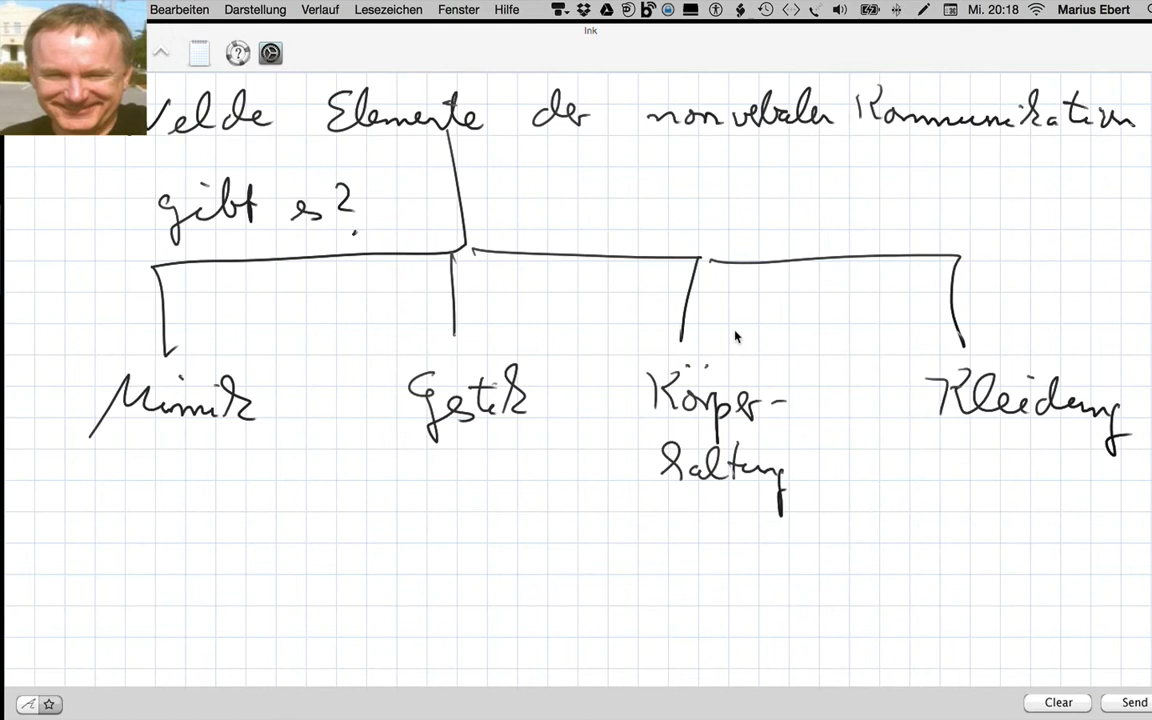 Bearbeiten Darstellung Verlauf Lesezeichen Fenster Hilfe Mi. 20:18 Marius Ebert
Ink
Welche Elemente der nonverbalen Kommunikation
gibt es?
Mimik Gestik Körper- Kleidung
haltung
Clear Send